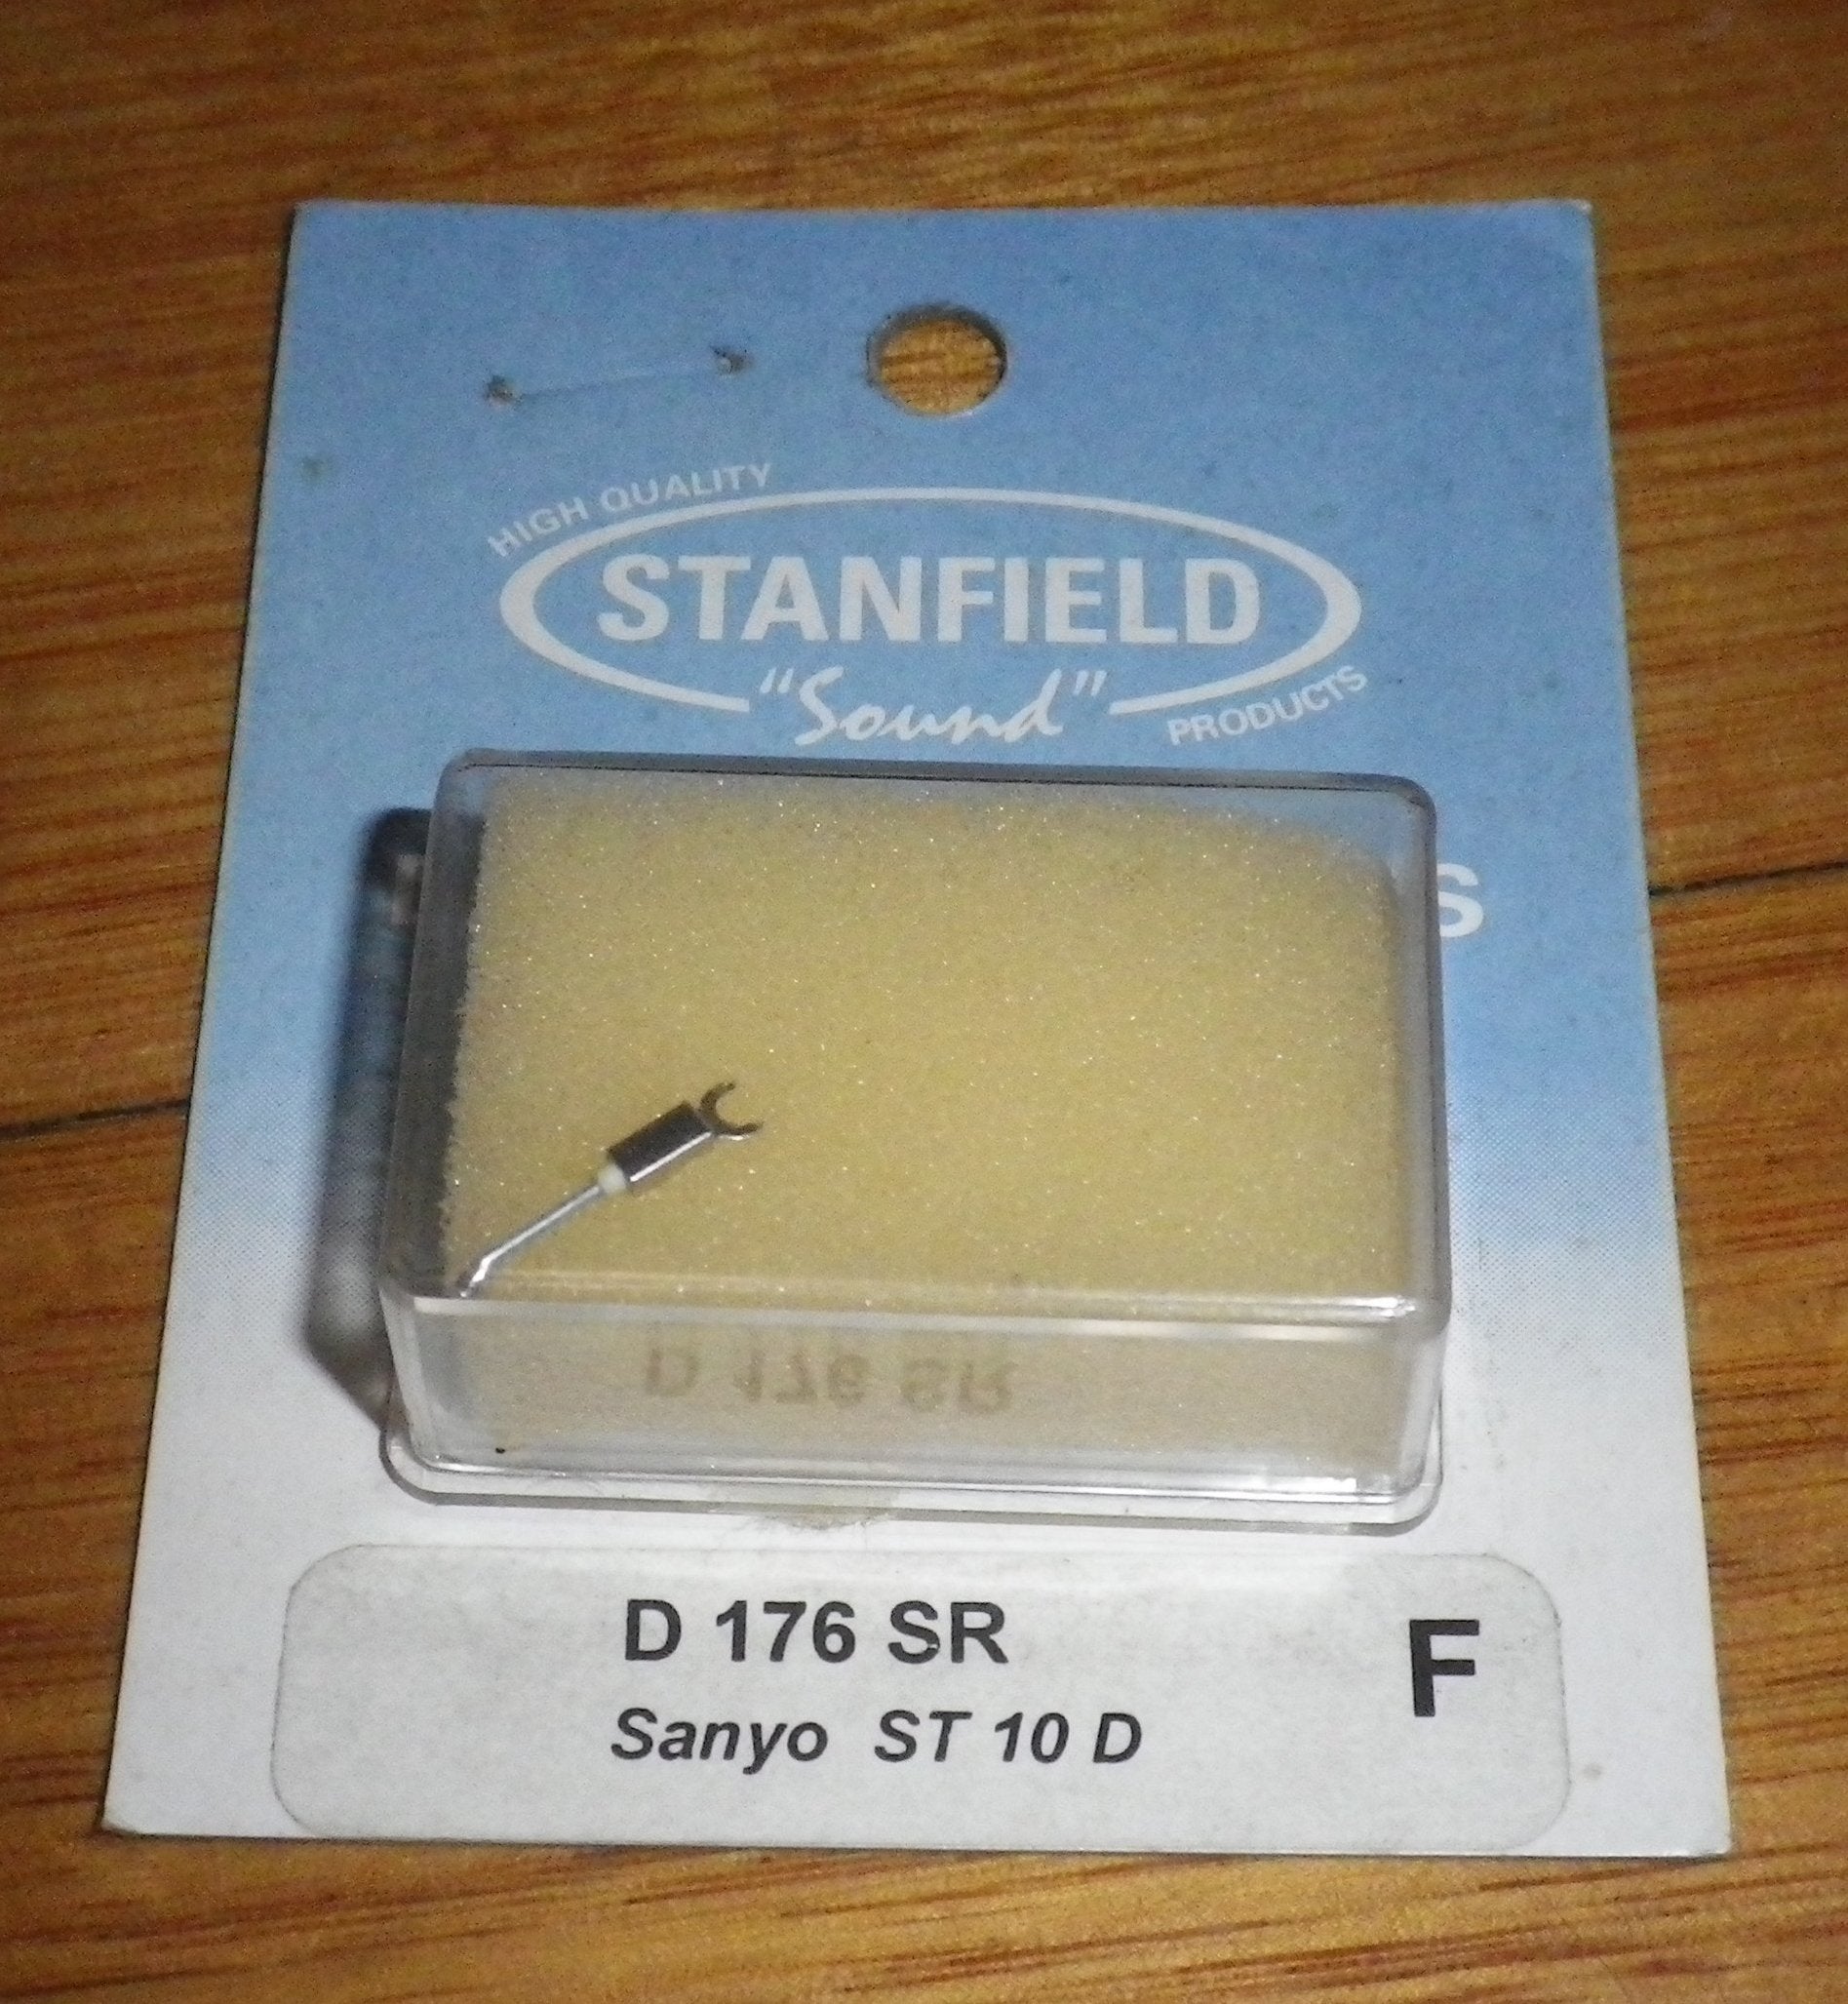 HIGH QUALITY
STANFIELD
"Sound"
PRODUCTS
S
D 176 SR
D 176 SR
F
Sanyo ST 10 D